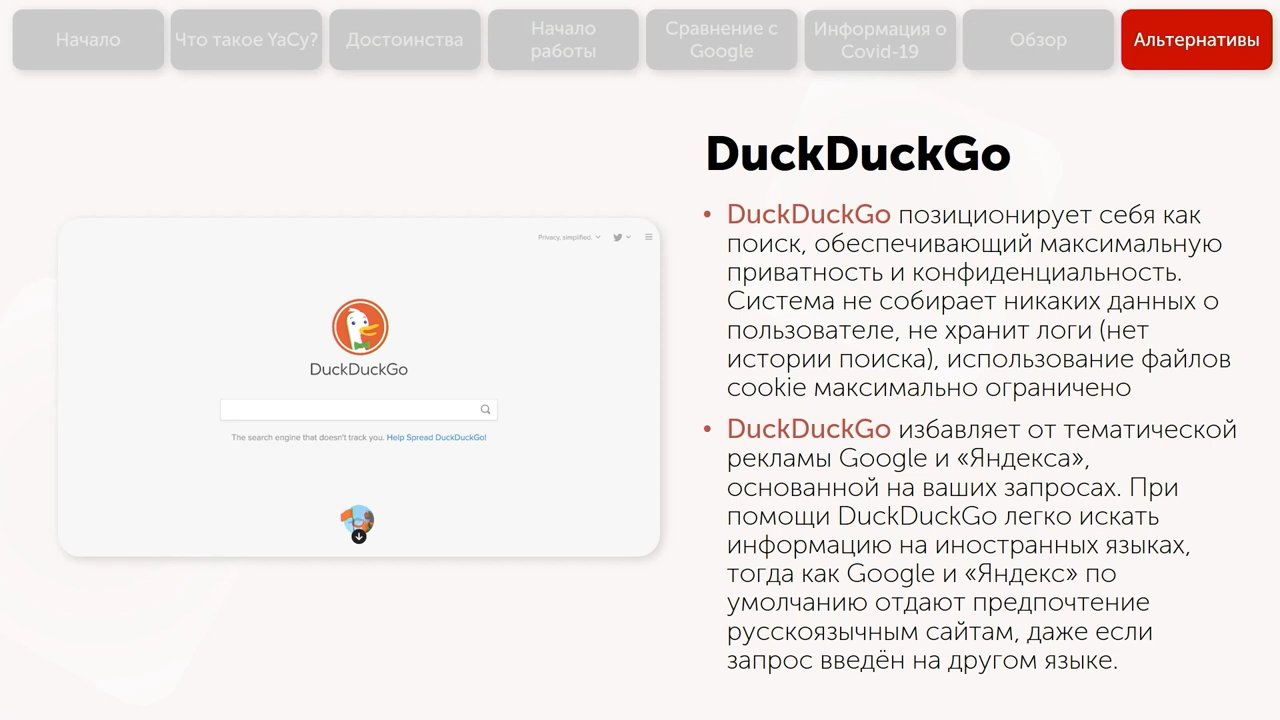 Начало
Что такое YaCy?
Достоинства
Начало
работы
Сравнение с
Google
Информация о
Covid-19
Обзор
Альтернативы
Privacy, simplified.
DuckDuckGo
The search engine that doesn't track you. Help Spread DuckDuckGo!
DuckDuckGo
• DuckDuckGo позиционирует себя как
поиск, обеспечивающий максимальную
приватность и конфиденциальность.
Система не собирает никаких данных о
пользователе, не хранит логи (нет
истории поиска), использование файлов
cookie максимально ограничено
• DuckDuckGo избавляет от тематической
рекламы Google и «Яндекса»,
основанной на ваших запросах. При
помощи DuckDuckGo легко искать
информацию на иностранных языках,
тогда как Google и «Яндекс» по
умолчанию отдают предпочтение
русскоязычным сайтам, даже если
запрос введён на другом языке.